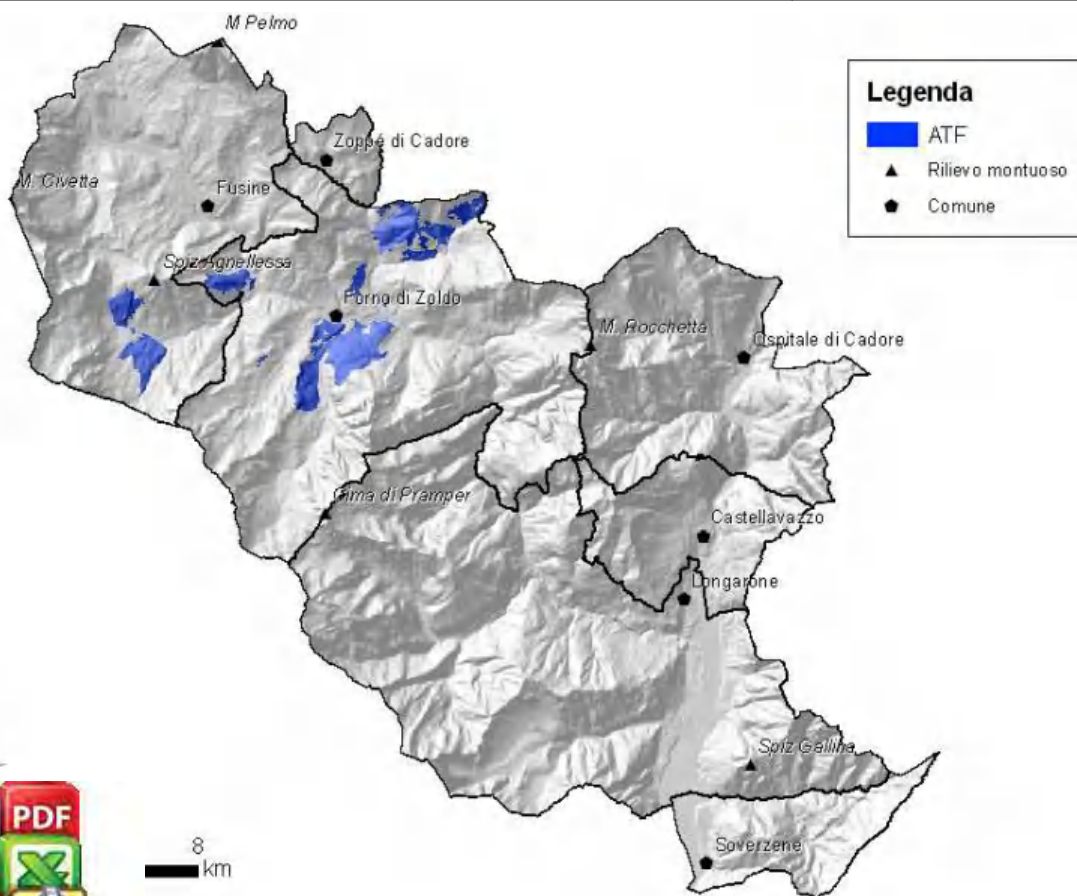 M Pelmo
Legenda
ATF
Rilievo montuoso
Comune
Zoppé di Cadore
M. Civetta
Fusine
Spiz Agnellessa
Forno di Zoldo
M. Rocchetta
Ospitale di Cadore
Cima di Pramper
Castellavazzo
Longarone
Spiz Gallina
Soverzene
8
km
PDF